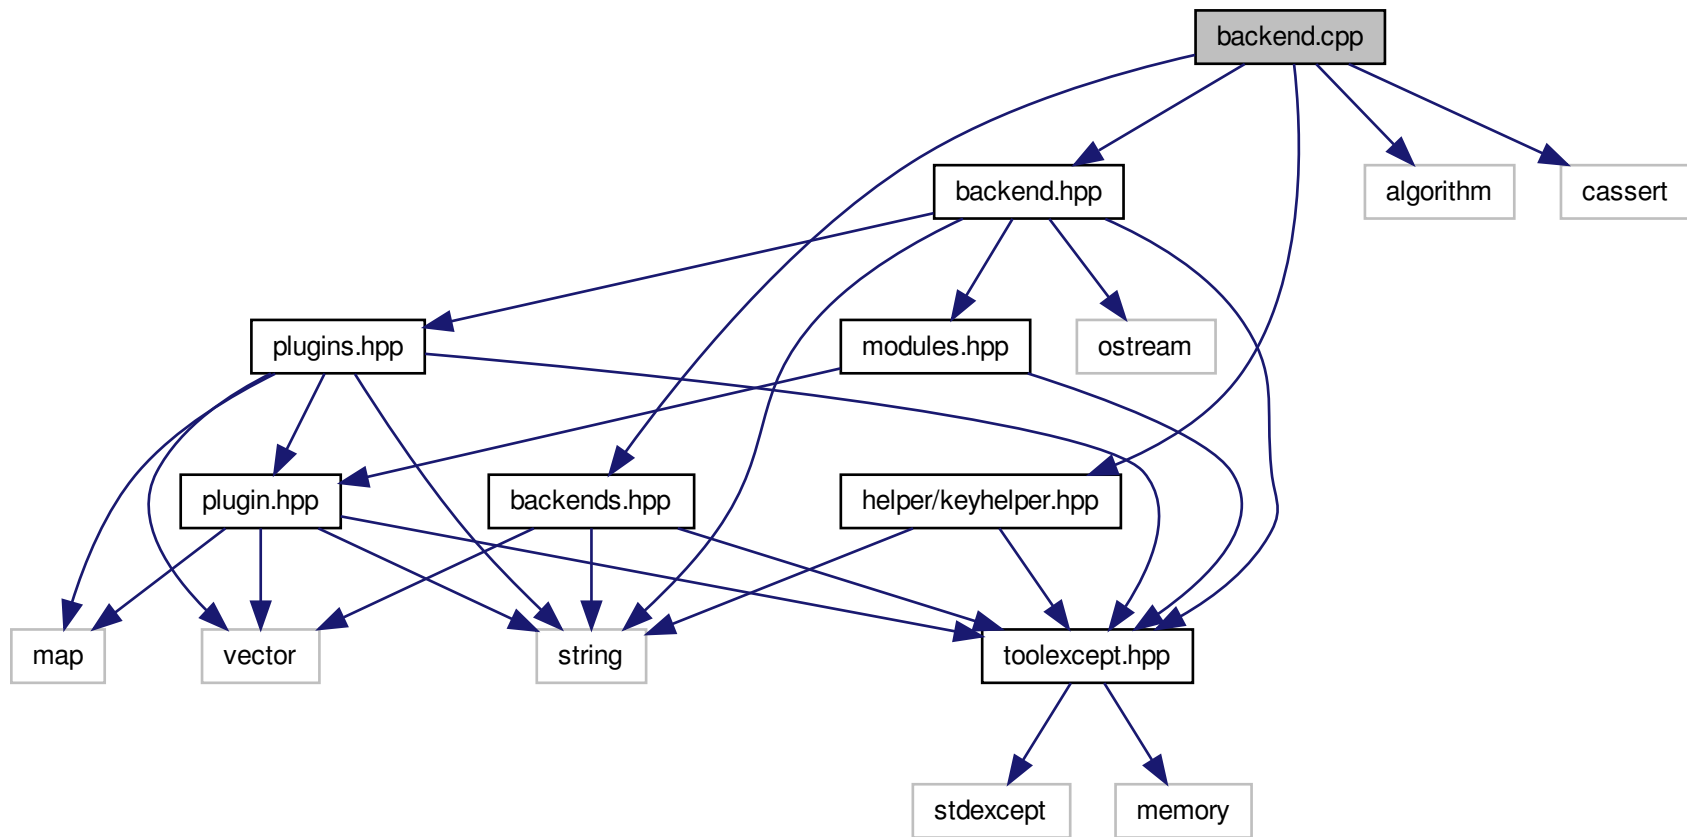 backend.cpp
backend.hpp
algorithm
cassert
plugins.hpp
modules.hpp
ostream
plugin.hpp
backends.hpp
helper/keyhelper.hpp
map
vector
string
toolexcept.hpp
stdexcept
memory